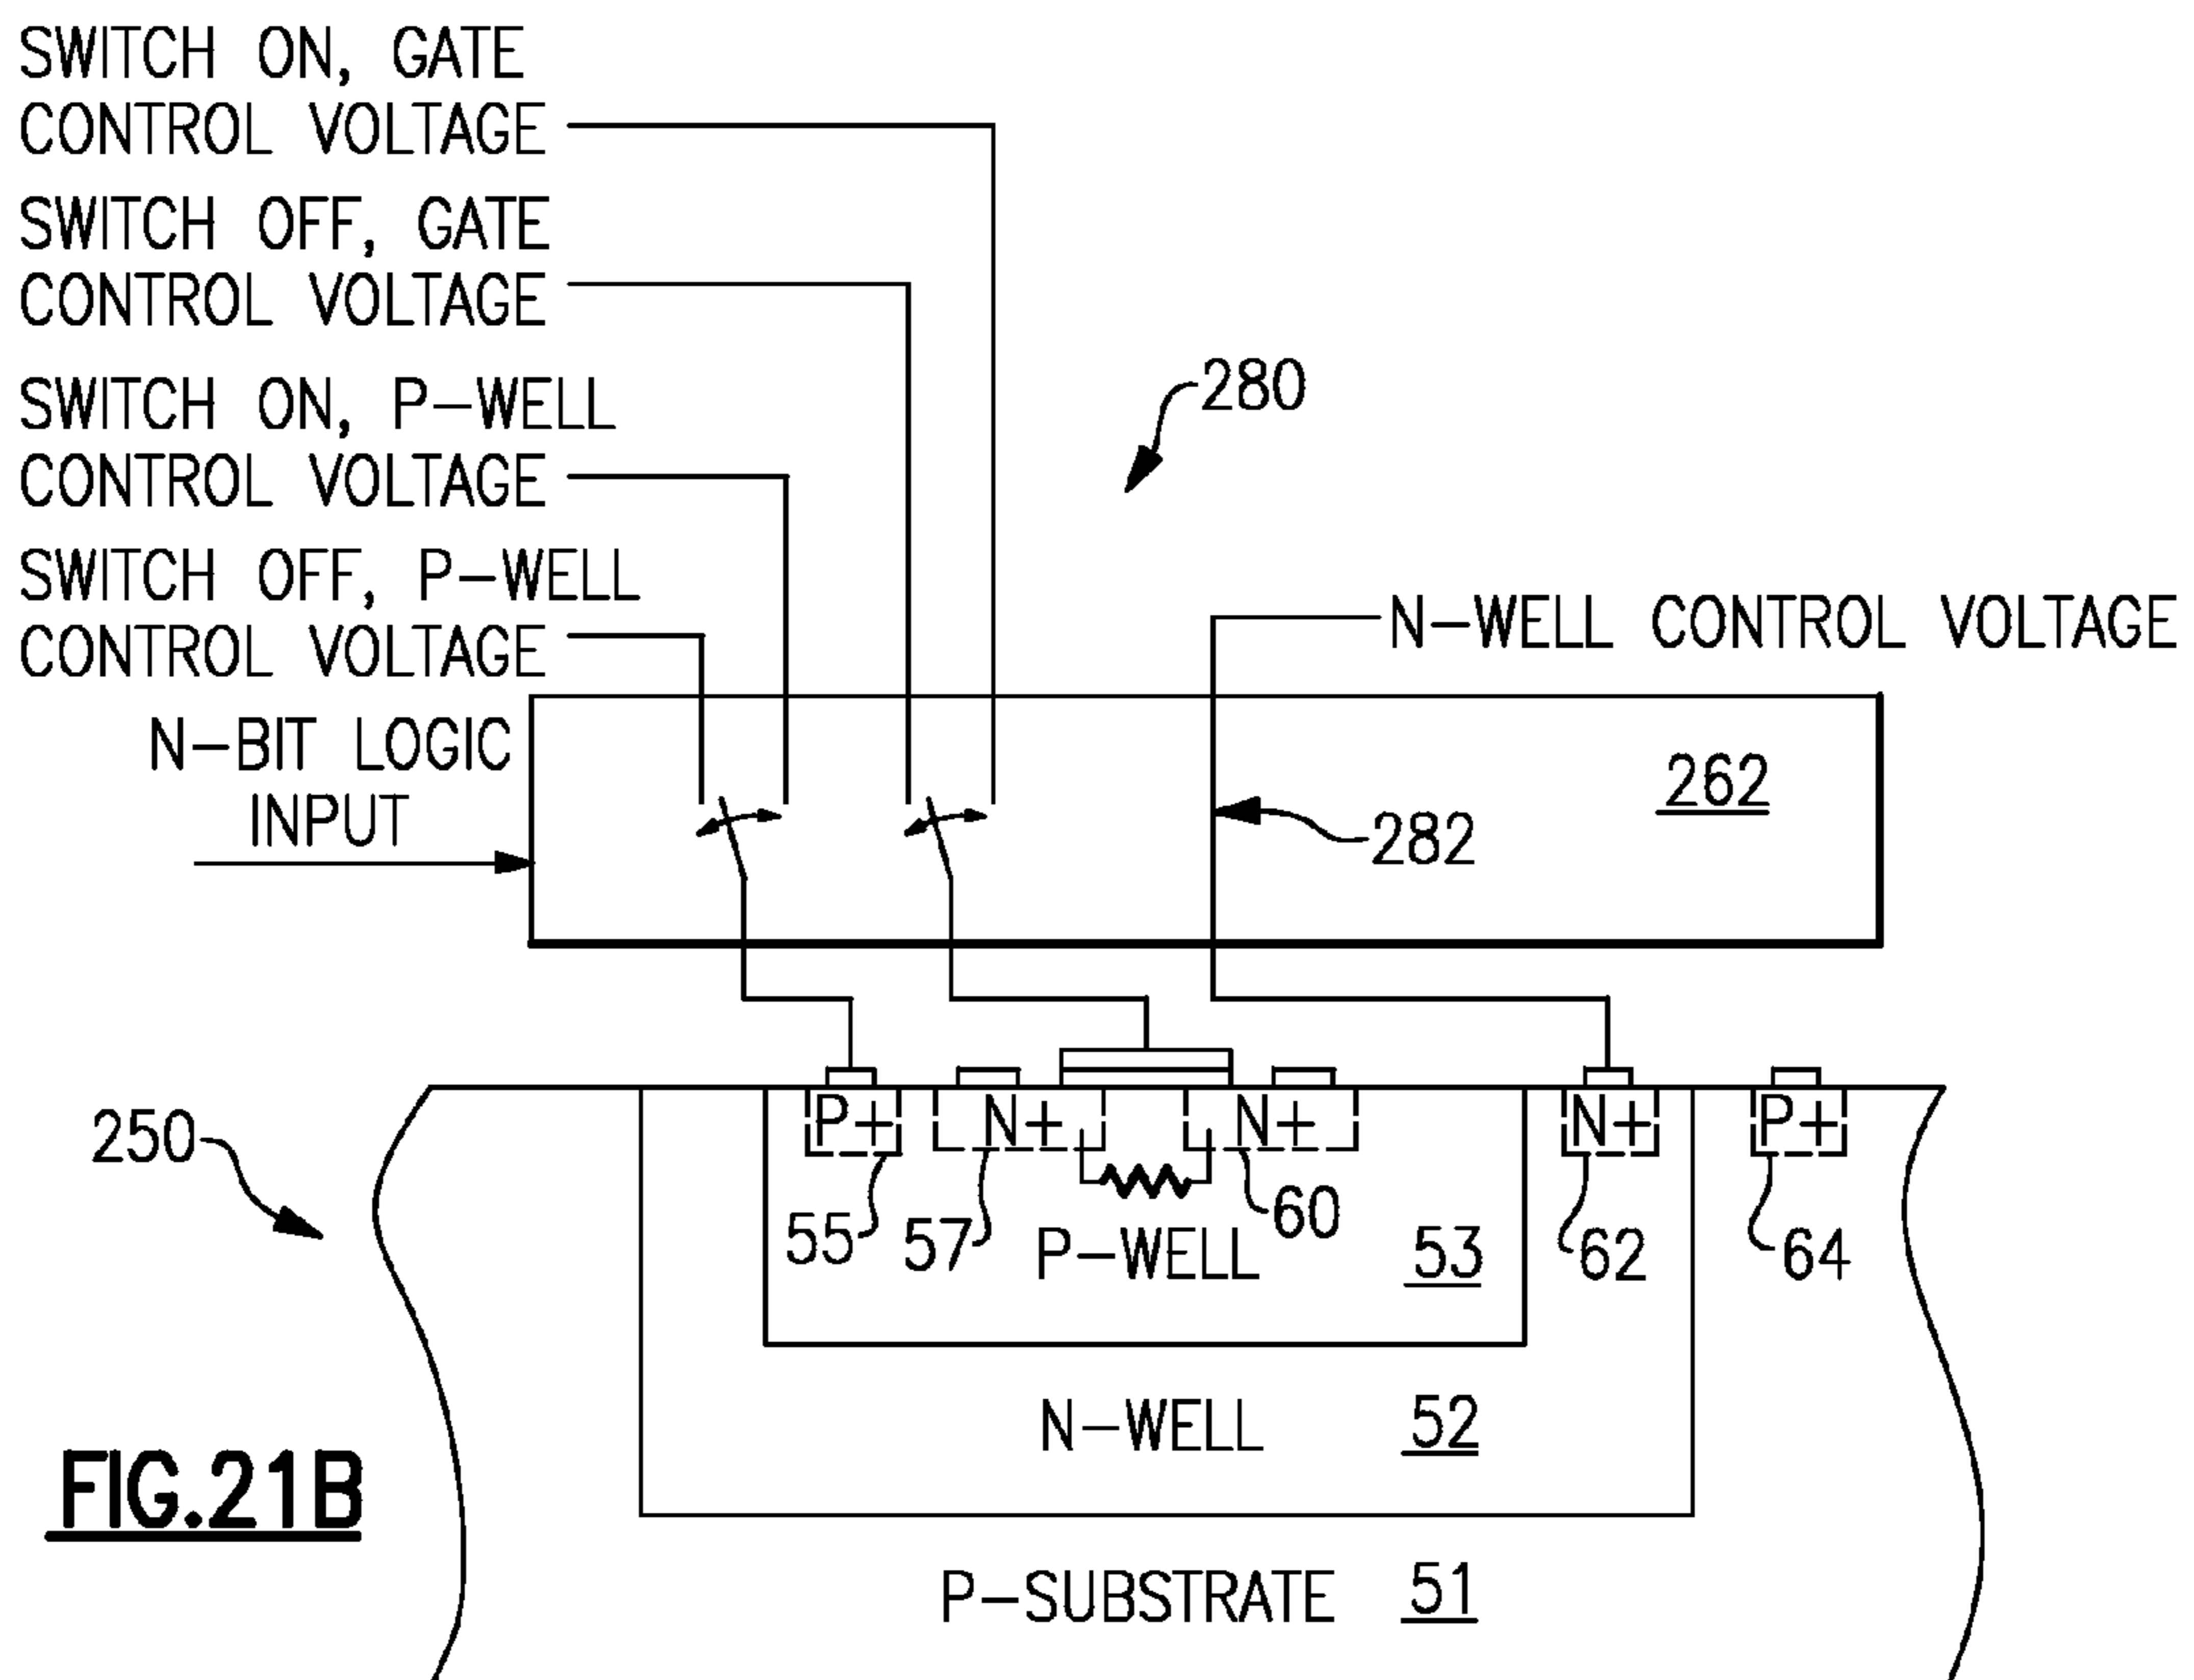 SWITCH ON, GATE
CONTROL VOLTAGE
SWITCH OFF, GATE
CONTROL VOLTAGE
280
SWITCH ON, P-WELL
CONTROL VOLTAGE
SWITCH OFF, P-WELL
CONTROL VOLTAGE
N-WELL CONTROL VOLTAGE
N-BIT LOGIC
INPUT
262
282
250
P+
N+
N+
N+
P+
55
57
60
62
64
P-WELL
53
N-WELL
52
P-SUBSTRATE
51
FIG.21B